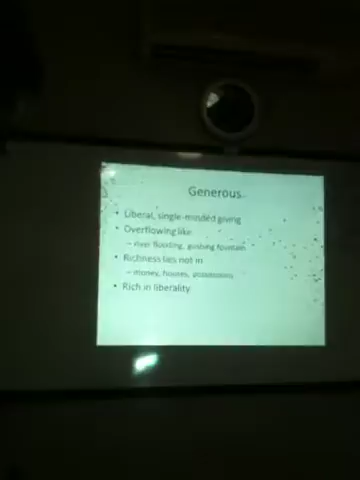 Generous
• Liberal, single-minded giving
• Overflowing like
– river flooding, gushing fountain
• Richness lies not in
– money, houses, possessions
• Rich in liberality